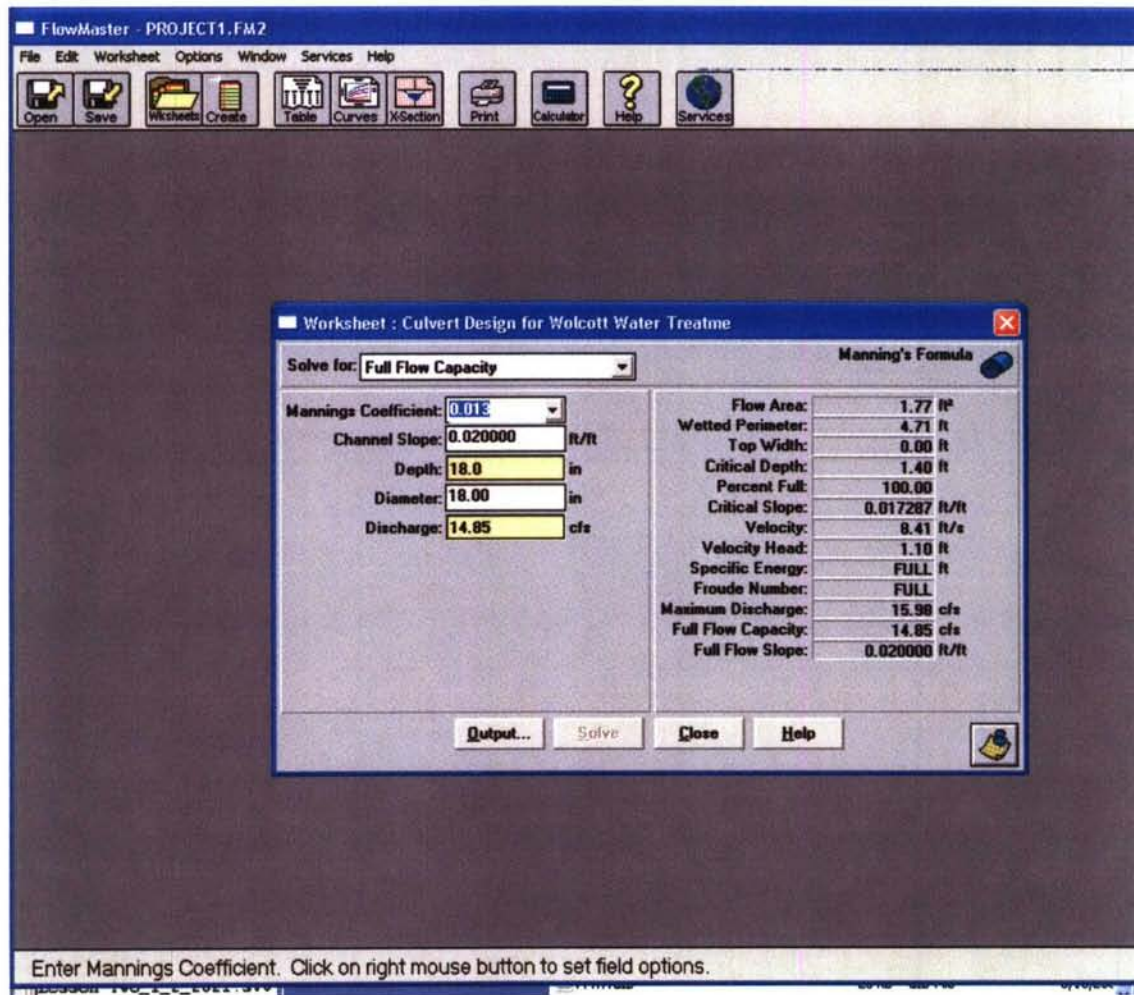 FlowMaster - PROJECT1.FM2
File Edit Worksheet Options Window Services Help
Open Save Wksheets Create Table Curves X-Section Print Calculator Help Services
Worksheet : Culvert Design for Wolcott Water Treatme
Solve for: Full Flow Capacity
Manning's Formula
Mannings Coefficient: 0.013
Channel Slope: 0.020000 ft/ft
Depth: 18.0 in
Diameter: 18.00 in
Discharge: 14.85 cfs
Flow Area: 1.77 ft²
Wetted Perimeter: 4.71 ft
Top Width: 0.00 ft
Critical Depth: 1.40 ft
Percent Full: 100.00
Critical Slope: 0.017287 ft/ft
Velocity: 8.41 ft/s
Velocity Head: 1.10 ft
Specific Energy: FULL ft
Froude Number: FULL
Maximum Discharge: 15.98 cfs
Full Flow Capacity: 14.85 cfs
Full Flow Slope: 0.020000 ft/ft
Output... Solve Close Help
Enter Mannings Coefficient. Click on right mouse button to set field options.